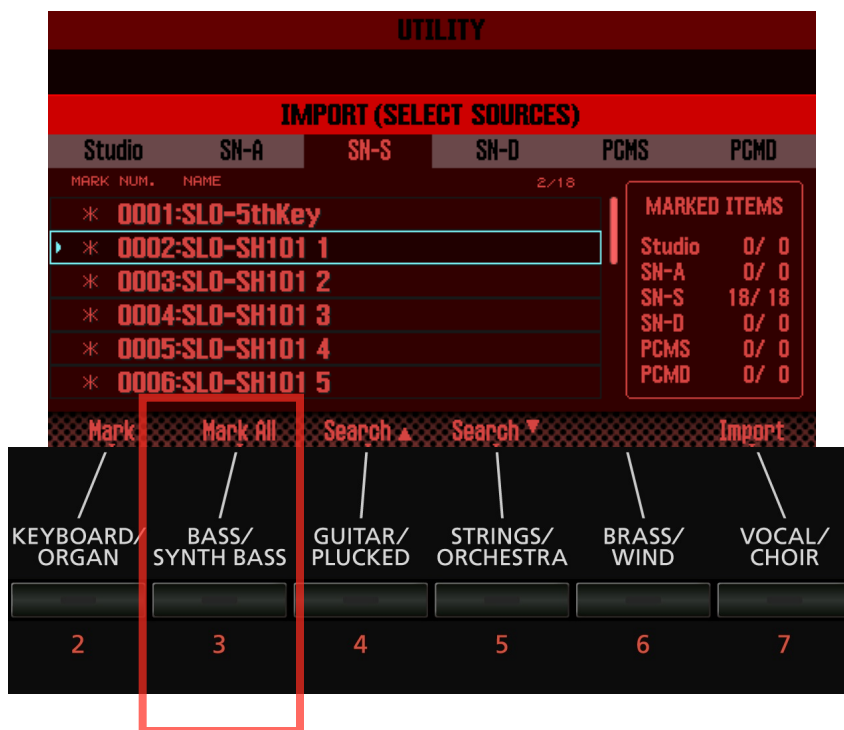 UTILITY
IMPORT (SELECT SOURCES)
Studio SN-A SN-S SN-D PCMS PCMD
MARK NUM. NAME 2/18
* 0001:SL0-5thKey
* 0002:SL0-SH101 1
* 0003:SL0-SH101 2
* 0004:SL0-SH101 3
* 0005:SL0-SH101 4
* 0006:SL0-SH101 5
MARKED ITEMS
Studio 0/ 0
SN-A 0/ 0
SN-S 18/ 18
SN-D 0/ 0
PCMS 0/ 0
PCMD 0/ 0
Mark Mark All Search ▲ Search ▼ Import
KEYBOARD/
ORGAN
BASS/
SYNTH BASS
GUITAR/
PLUCKED
STRINGS/
ORCHESTRA
BRASS/
WIND
VOCAL/
CHOIR
2 3 4 5 6 7